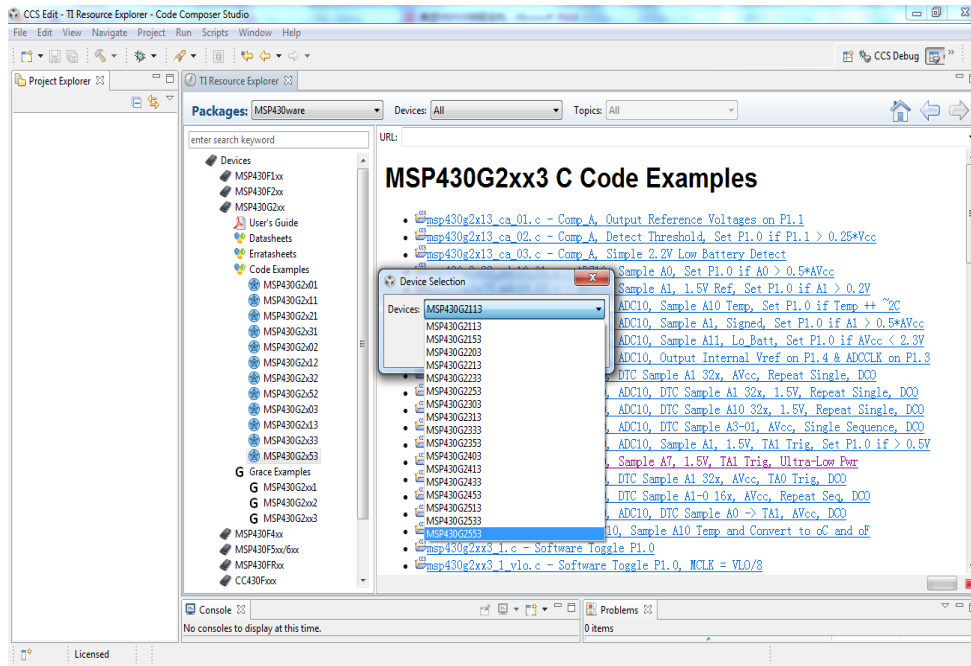 CCS Edit - TI Resource Explorer - Code Composer Studio
File Edit View Navigate Project Run Scripts Window Help
CCS Debug
Project Explorer
TI Resource Explorer
Packages: MSP430ware Devices: All Topics: All
enter search keyword
URL:
Devices
MSP430F1xx
MSP430F2xx
MSP430G2xx
User's Guide
Datasheets
Erratasheets
Code Examples
MSP430G2x01
MSP430G2x11
MSP430G2x21
MSP430G2x31
MSP430G2x02
MSP430G2x12
MSP430G2x32
MSP430G2x52
MSP430G2x03
MSP430G2x13
MSP430G2x33
MSP430G2x53
Grace Examples
MSP430G2xx1
MSP430G2xx2
MSP430G2xx3
MSP430F4xx
MSP430F5xx/6xx
MSP430FRxx
CC430Fxxx
MSP430G2xx3 C Code Examples
msp430g2x13_ca_01.c - Comp_A, Output Reference Voltages on P1.1
msp430g2x13_ca_02.c - Comp_A, Detect Threshold, Set P1.0 if P1.1 > 0.25*Vcc
msp430g2x13_ca_03.c - Comp_A, Simple 2.2V Low Battery Detect
Sample A0, Set P1.0 if A0 > 0.5*AVcc
Sample A1, 1.5V Ref, Set P1.0 if A1 > 0.2V
ADC10, Sample A10 Temp, Set P1.0 if Temp ++ ~2C
ADC10, Sample A1, Signed, Set P1.0 if A1 > 0.5*AVcc
ADC10, Sample A11, Lo_Batt, Set P1.0 if AVcc < 2.3V
ADC10, Output Internal Vref on P1.4 & ADCCLK on P1.3
DTC Sample A1 32x, AVcc, Repeat Single, DCO
ADC10, DTC Sample A1 32x, 1.5V, Repeat Single, DCO
ADC10, DTC Sample A10 32x, 1.5V, Repeat Single, DCO
ADC10, DTC Sample A3-01, AVcc, Single Sequence, DCO
ADC10, Sample A1, 1.5V, TA1 Trig, Set P1.0 if > 0.5V
Sample A7, 1.5V, TA1 Trig, Ultra-Low Pwr
DTC Sample A1 32x, AVcc, TA0 Trig, DCO
DTC Sample A1-0 16x, AVcc, Repeat Seq, DCO
ADC10, DTC Sample A0 -> TA1, AVcc, DCO
10, Sample A10 Temp and Convert to oC and oF
msp430g2xx3_1.c - Software Toggle P1.0
msp430g2xx3_1_vlo.c - Software Toggle P1.0, MCLK = VLO/8
Device Selection
Devices: MSP430G2113
MSP430G2113
MSP430G2153
MSP430G2203
MSP430G2213
MSP430G2233
MSP430G2253
MSP430G2303
MSP430G2313
MSP430G2333
MSP430G2353
MSP430G2403
MSP430G2413
MSP430G2433
MSP430G2453
MSP430G2513
MSP430G2533
MSP430G2553
Console
No consoles to display at this time.
Problems
0 items
Licensed